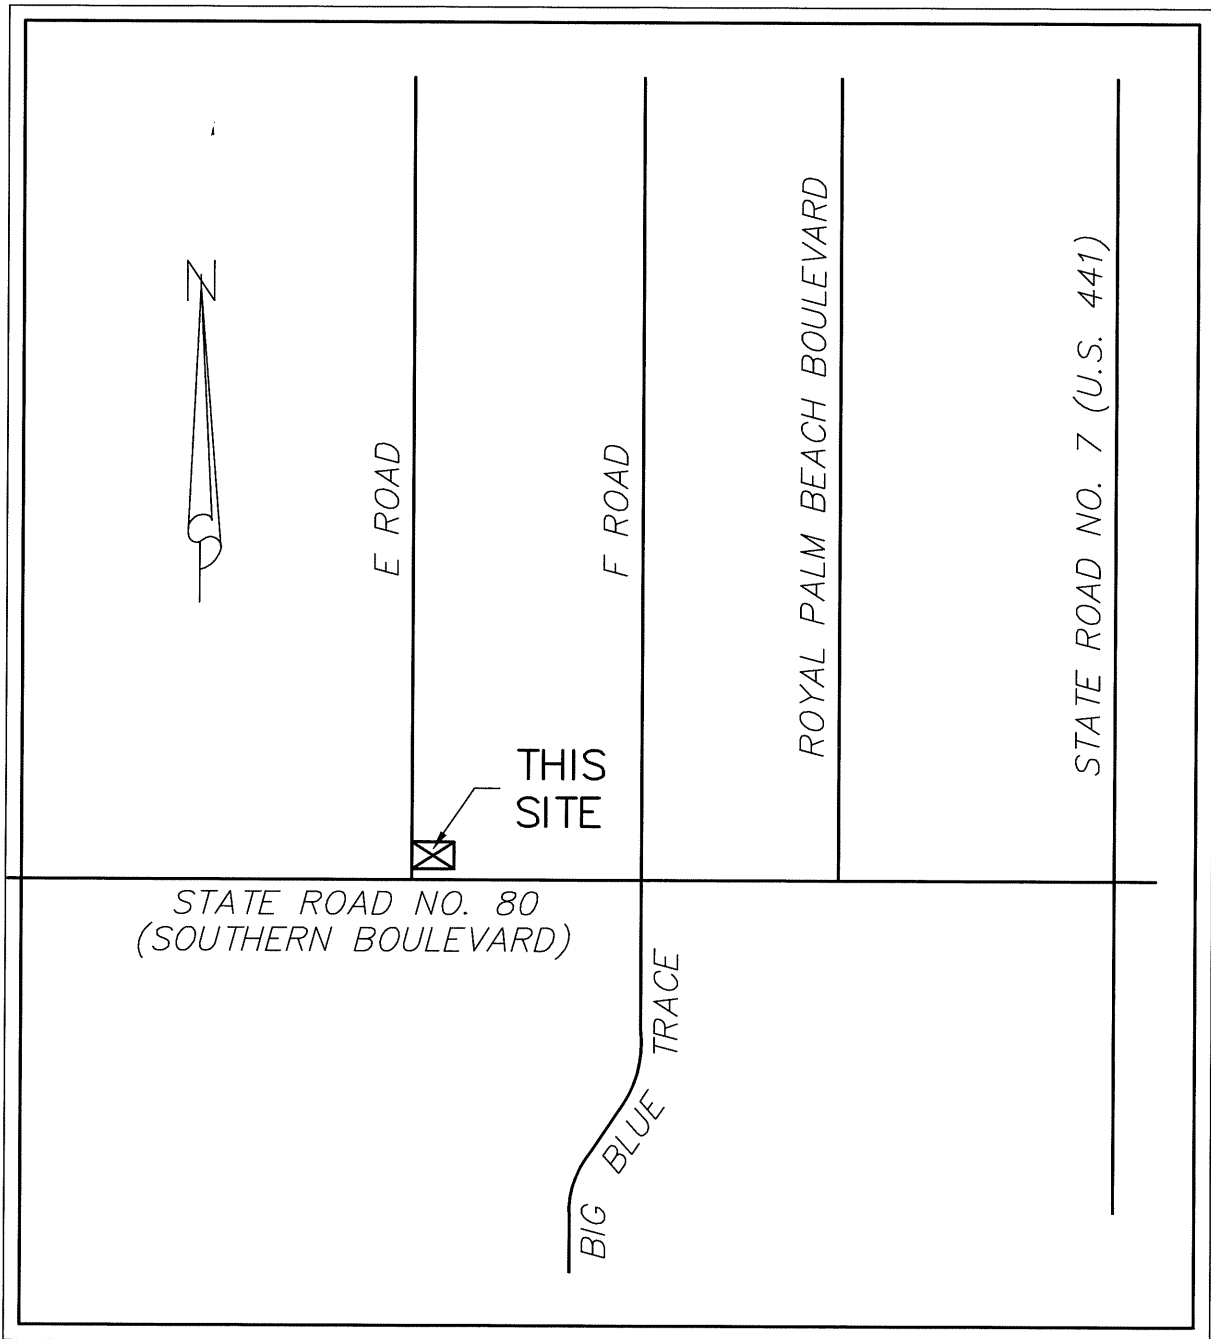 N
E ROAD
F ROAD
ROYAL PALM BEACH BOULEVARD
STATE ROAD NO. 7 (U.S. 441)
THIS
SITE
STATE ROAD NO. 80
(SOUTHERN BOULEVARD)
BIG BLUE TRACE